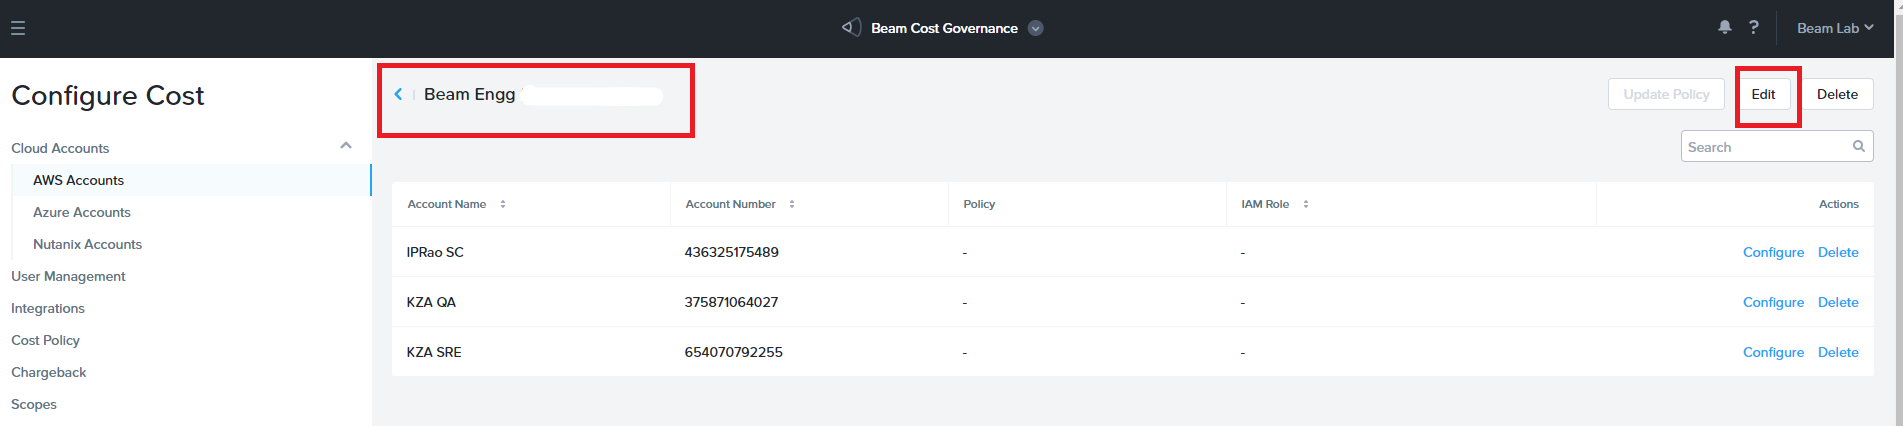 Beam Cost Governance
?
Beam Lab
Configure Cost
Beam Engg
Update Policy
Edit
Delete
Cloud Accounts
Search
AWS Accounts
Azure Accounts
Nutanix Accounts
User Management
Integrations
Cost Policy
Chargeback
Scopes
Account Name Account Number Policy IAM Role Actions
IPRao SC 436325175489 - - Configure Delete
KZA QA 375871064027 - - Configure Delete
KZA SRE 654070792255 - - Configure Delete